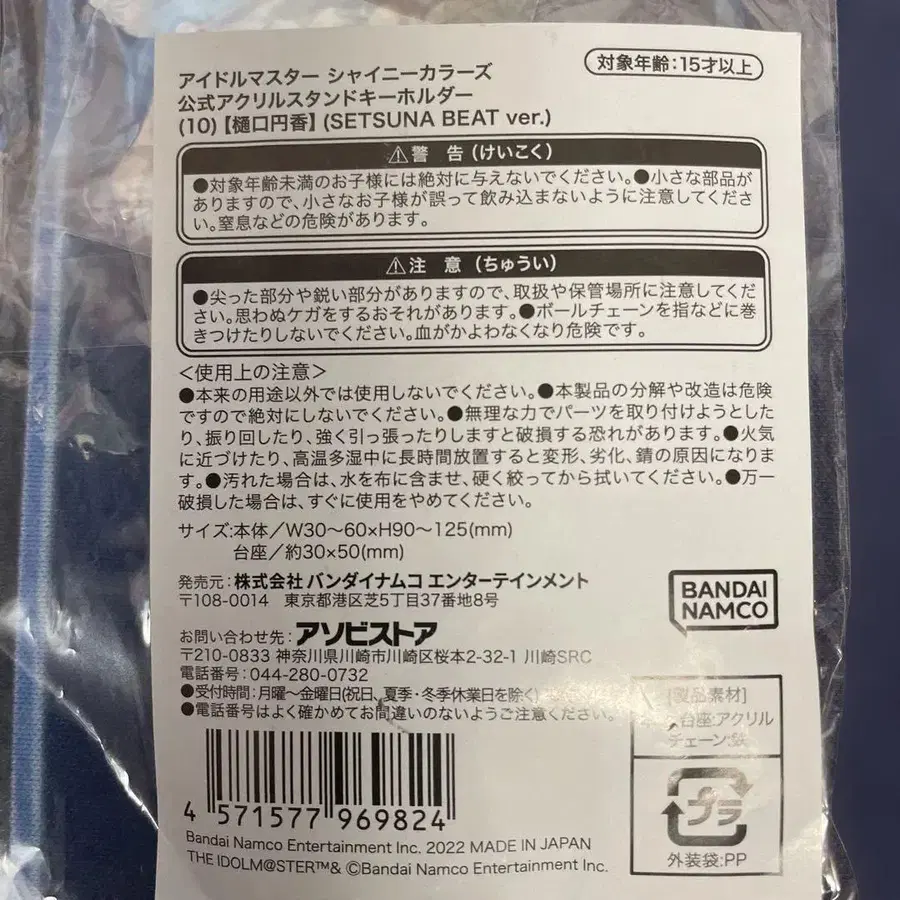 アイドルマスター シャイニーカラーズ
公式アクリルスタンドキーホルダー
(10)【樋口円香】(SETSUNA BEAT ver.)
対象年齢:15才以上
⚠警 告(けいこく)
●対象年齢未満のお子様には絶対に与えないでください。●小さな部品が
ありますので、小さなお子様が誤って飲み込まないように注意してくださ
い。窒息などの危険があります。
⚠注 意(ちゅうい)
●尖った部分や鋭い部分がありますので、取扱や保管場所に注意してくだ
さい。思わぬケガをするおそれがあります。●ボールチェーンを指などに巻
きつけたりしないでください。血がかよわなくなり危険です。
<使用上の注意>
●本来の用途以外では使用しないでください。●本製品の分解や改造は危険
ですので絶対にしないでください。●無理な力でパーツを取り付けようとした
り、振り回したり、強く引っ張ったりしますと破損する恐れがあります。●火気
に近づけたり、高温多湿中に長時間放置すると変形、劣化、錆の原因になりま
す。●汚れた場合は、水を布に含ませ、硬く絞ってから拭いてください。●万一
破損した場合は、すぐに使用をやめてください。
サイズ:本体/W30〜60×H90〜125(mm)
台座/約30×50(mm)
発売元:株式会社 バンダイナムコ エンターテインメント
〒108-0014 東京都港区芝5丁目37番地8号
BANDAI
NAMCO
お問い合わせ先:アソビストア
〒210-0833 神奈川県川崎市川崎区桜本2-32-1 川崎SRC
電話番号:044-280-0732
●受付時間:月曜〜金曜日(祝日、夏季・冬季休業日を除く)
●電話番号はよく確かめてお間違いのないようご注意ください。
[製品素材]
台座:アクリル
チェーン:鉄
プラ
外装袋:PP
4 571577 969824
Bandai Namco Entertainment Inc. 2022 MADE IN JAPAN
THE IDOLM@STER™& ©Bandai Namco Entertainment Inc.